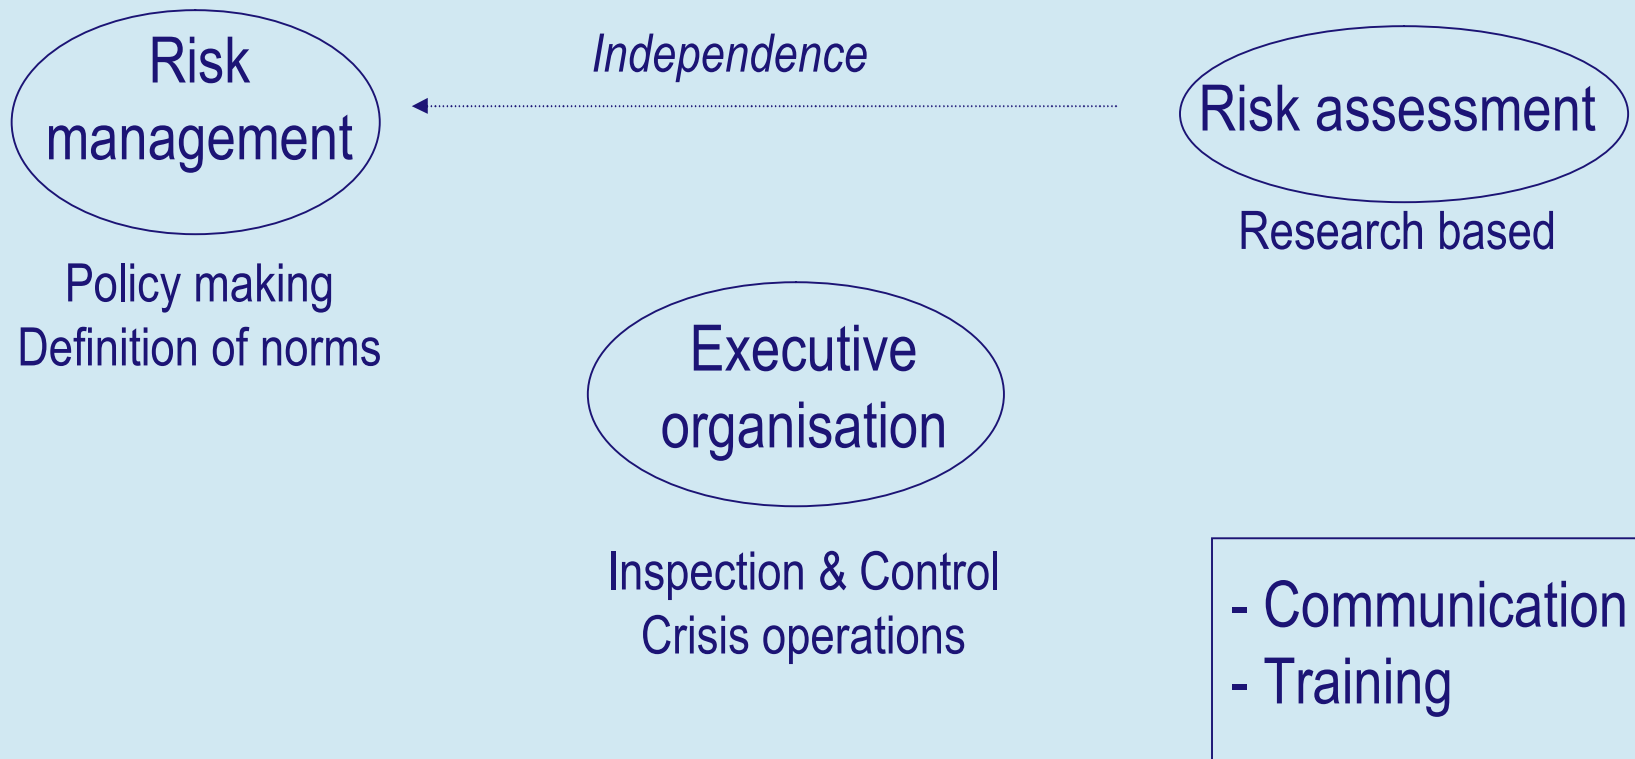 Risk
management
Independence
Risk assessment
Research based
Policy making
Definition of norms
Executive
organisation
Inspection & Control
Crisis operations
- Communication
- Training